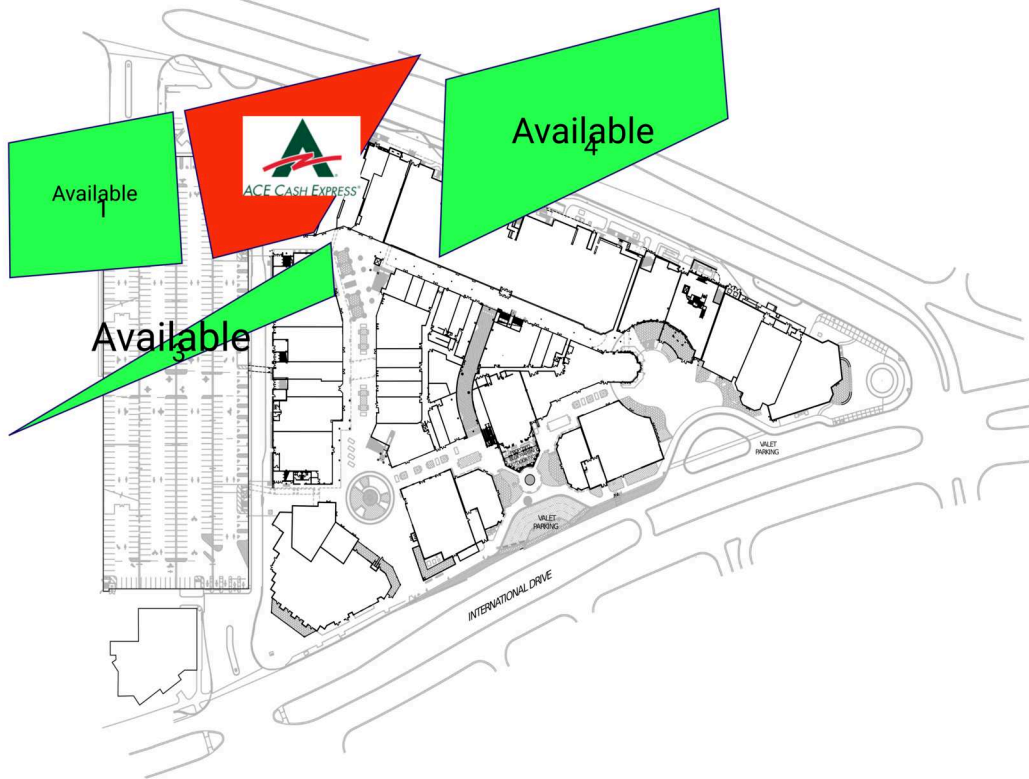 Available
1
ACE CASH EXPRESS
Available
4
Available
3
VALET
PARKING
VALET
PARKING
INTERNATIONAL DRIVE